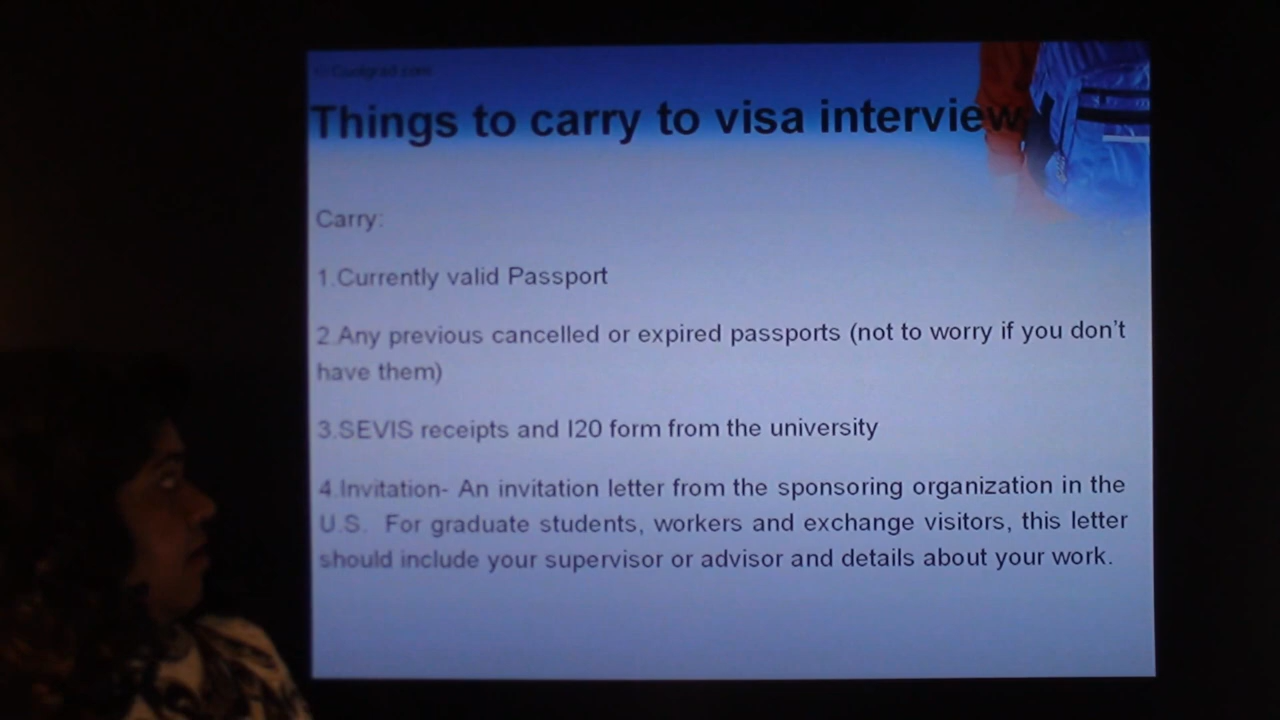 © Coolgrad.com
Things to carry to visa interview
Carry:
1.Currently valid Passport
2.Any previous cancelled or expired passports (not to worry if you don't
have them)
3.SEVIS receipts and I20 form from the university
4.Invitation- An invitation letter from the sponsoring organization in the
U.S. For graduate students, workers and exchange visitors, this letter
should include your supervisor or advisor and details about your work.